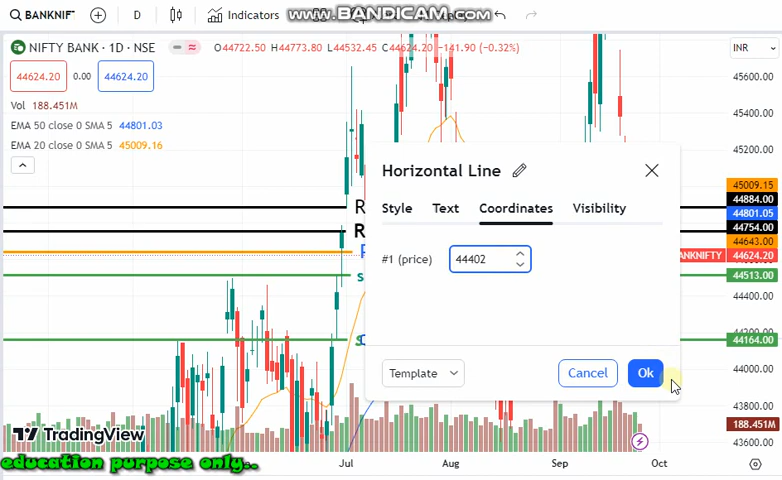 BANKNIF
D
Indicators
www.BANDICAM.com
INR
NIFTY BANK · 1D · NSE
O44722.50 H44773.80 L44532.45 C44624.20 −141.90 (−0.32%)
44624.20
0.00
44624.20
Vol 188.451M
EMA 50 close 0 SMA 5 44801.03
EMA 20 close 0 SMA 5 45009.16
45600.00
45400.00
45200.00
45009.15
44884.00
44801.05
44754.00
44643.00
ANKNIFTY 44624.20
44513.00
44400.00
44164.00
44000.00
43800.00
188.451M
43600.00
R
R
P
s
Horizontal Line
Style
Text
Coordinates
Visibility
#1 (price)
44402
Template
Cancel
Ok
TradingView
Jul
Aug
Sep
Oct
education purpose only..